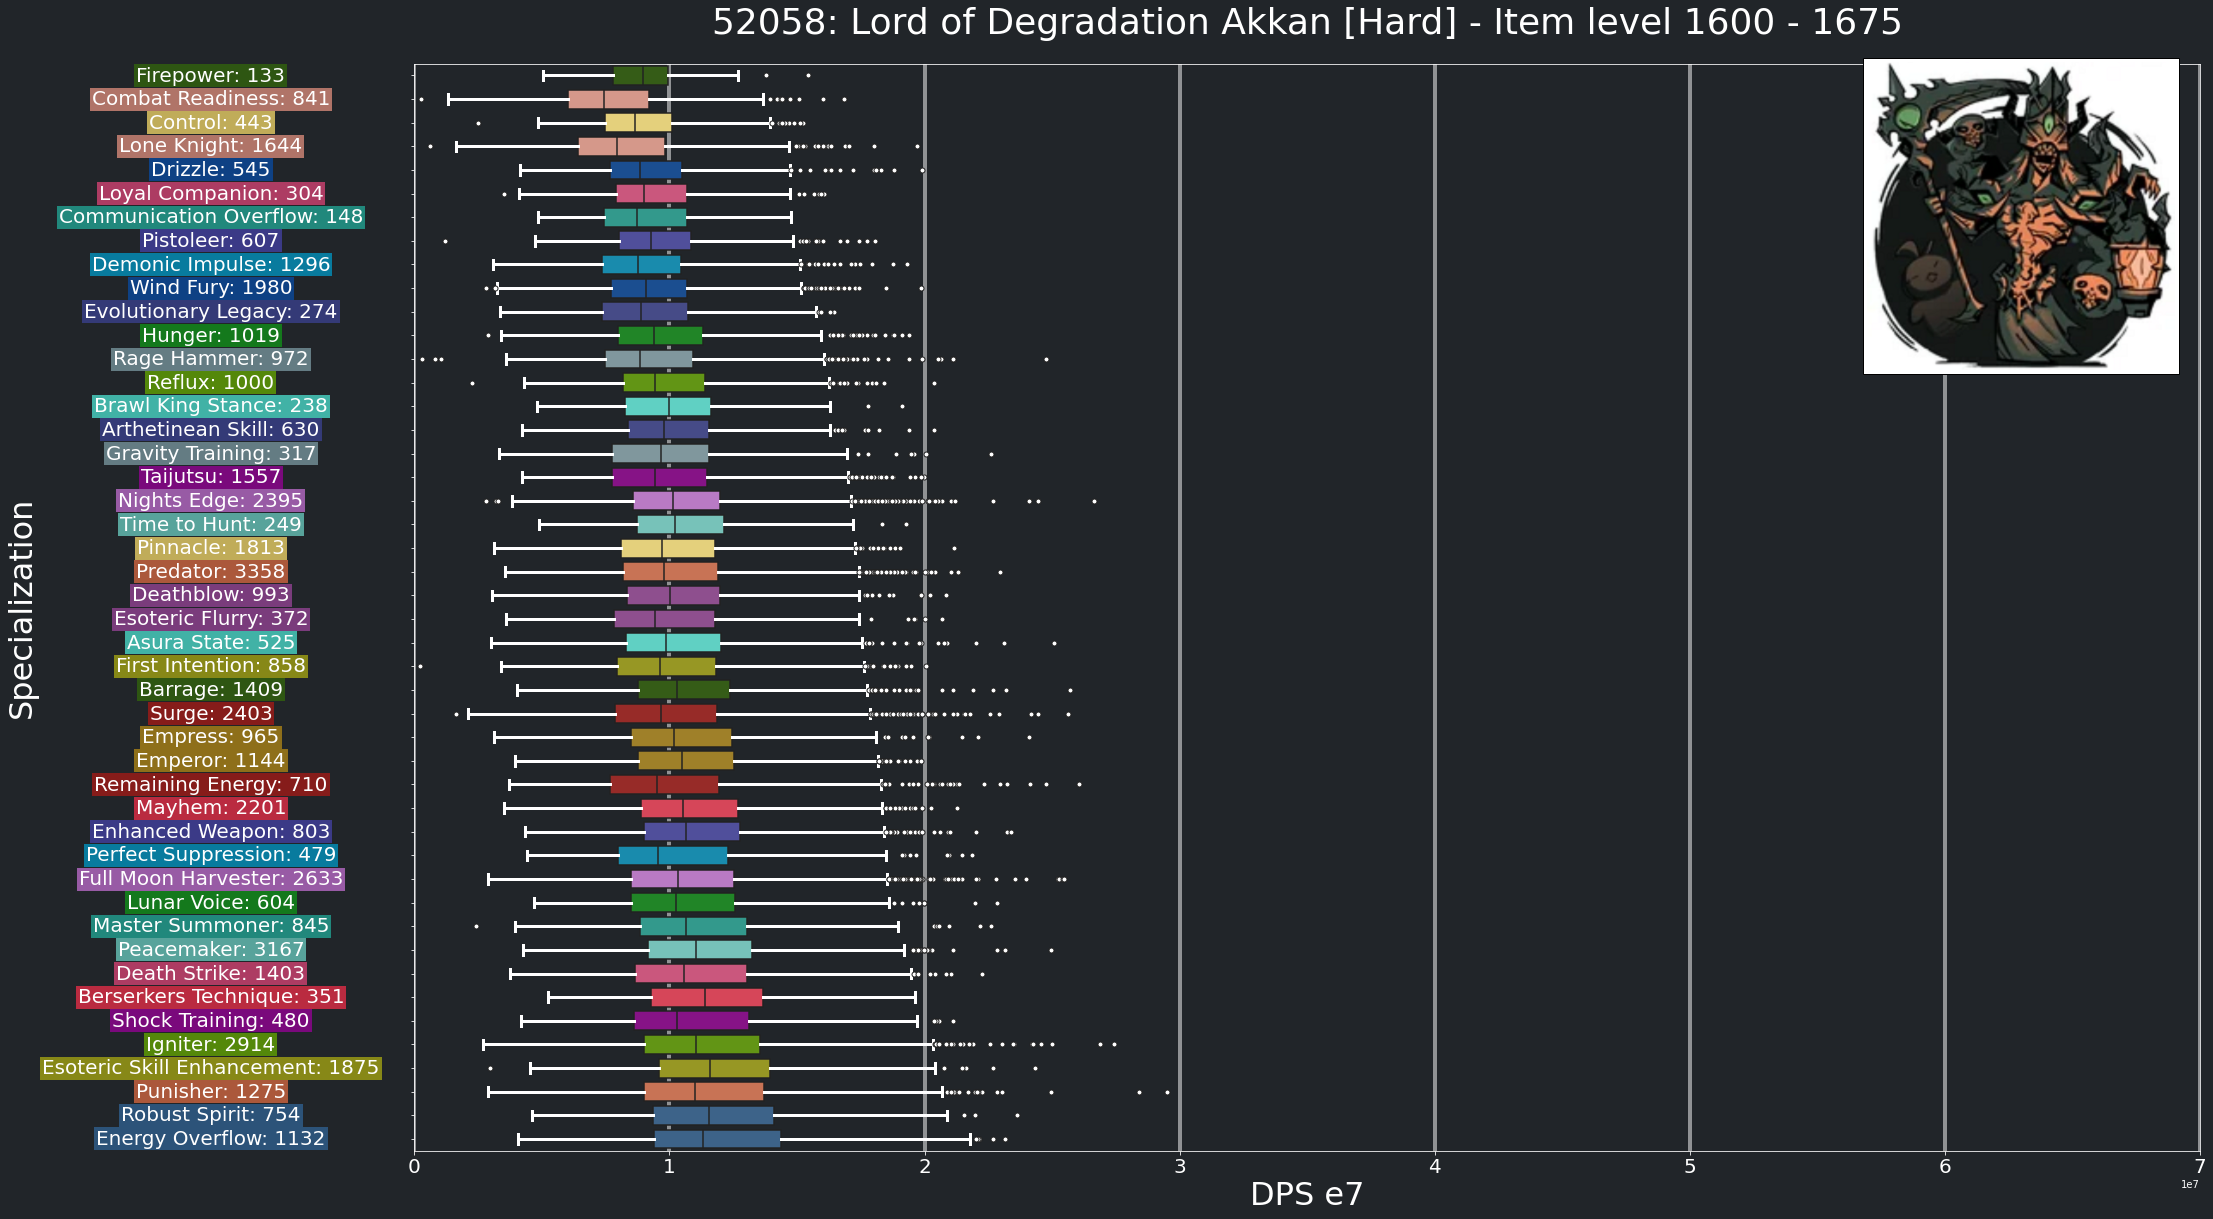 52058: Lord of Degradation Akkan [Hard] - Item level 1600 - 1675
Specialization
Firepower: 133
Combat Readiness: 841
Control: 443
Lone Knight: 1644
Drizzle: 545
Loyal Companion: 304
Communication Overflow: 148
Pistoleer: 607
Demonic Impulse: 1296
Wind Fury: 1980
Evolutionary Legacy: 274
Hunger: 1019
Rage Hammer: 972
Reflux: 1000
Brawl King Stance: 238
Arthetinean Skill: 630
Gravity Training: 317
Taijutsu: 1557
Nights Edge: 2395
Time to Hunt: 249
Pinnacle: 1813
Predator: 3358
Deathblow: 993
Esoteric Flurry: 372
Asura State: 525
First Intention: 858
Barrage: 1409
Surge: 2403
Empress: 965
Emperor: 1144
Remaining Energy: 710
Mayhem: 2201
Enhanced Weapon: 803
Perfect Suppression: 479
Full Moon Harvester: 2633
Lunar Voice: 604
Master Summoner: 845
Peacemaker: 3167
Death Strike: 1403
Berserkers Technique: 351
Shock Training: 480
Igniter: 2914
Esoteric Skill Enhancement: 1875
Punisher: 1275
Robust Spirit: 754
Energy Overflow: 1132
0 1 2 3 4 5 6 7
1e7
DPS e7